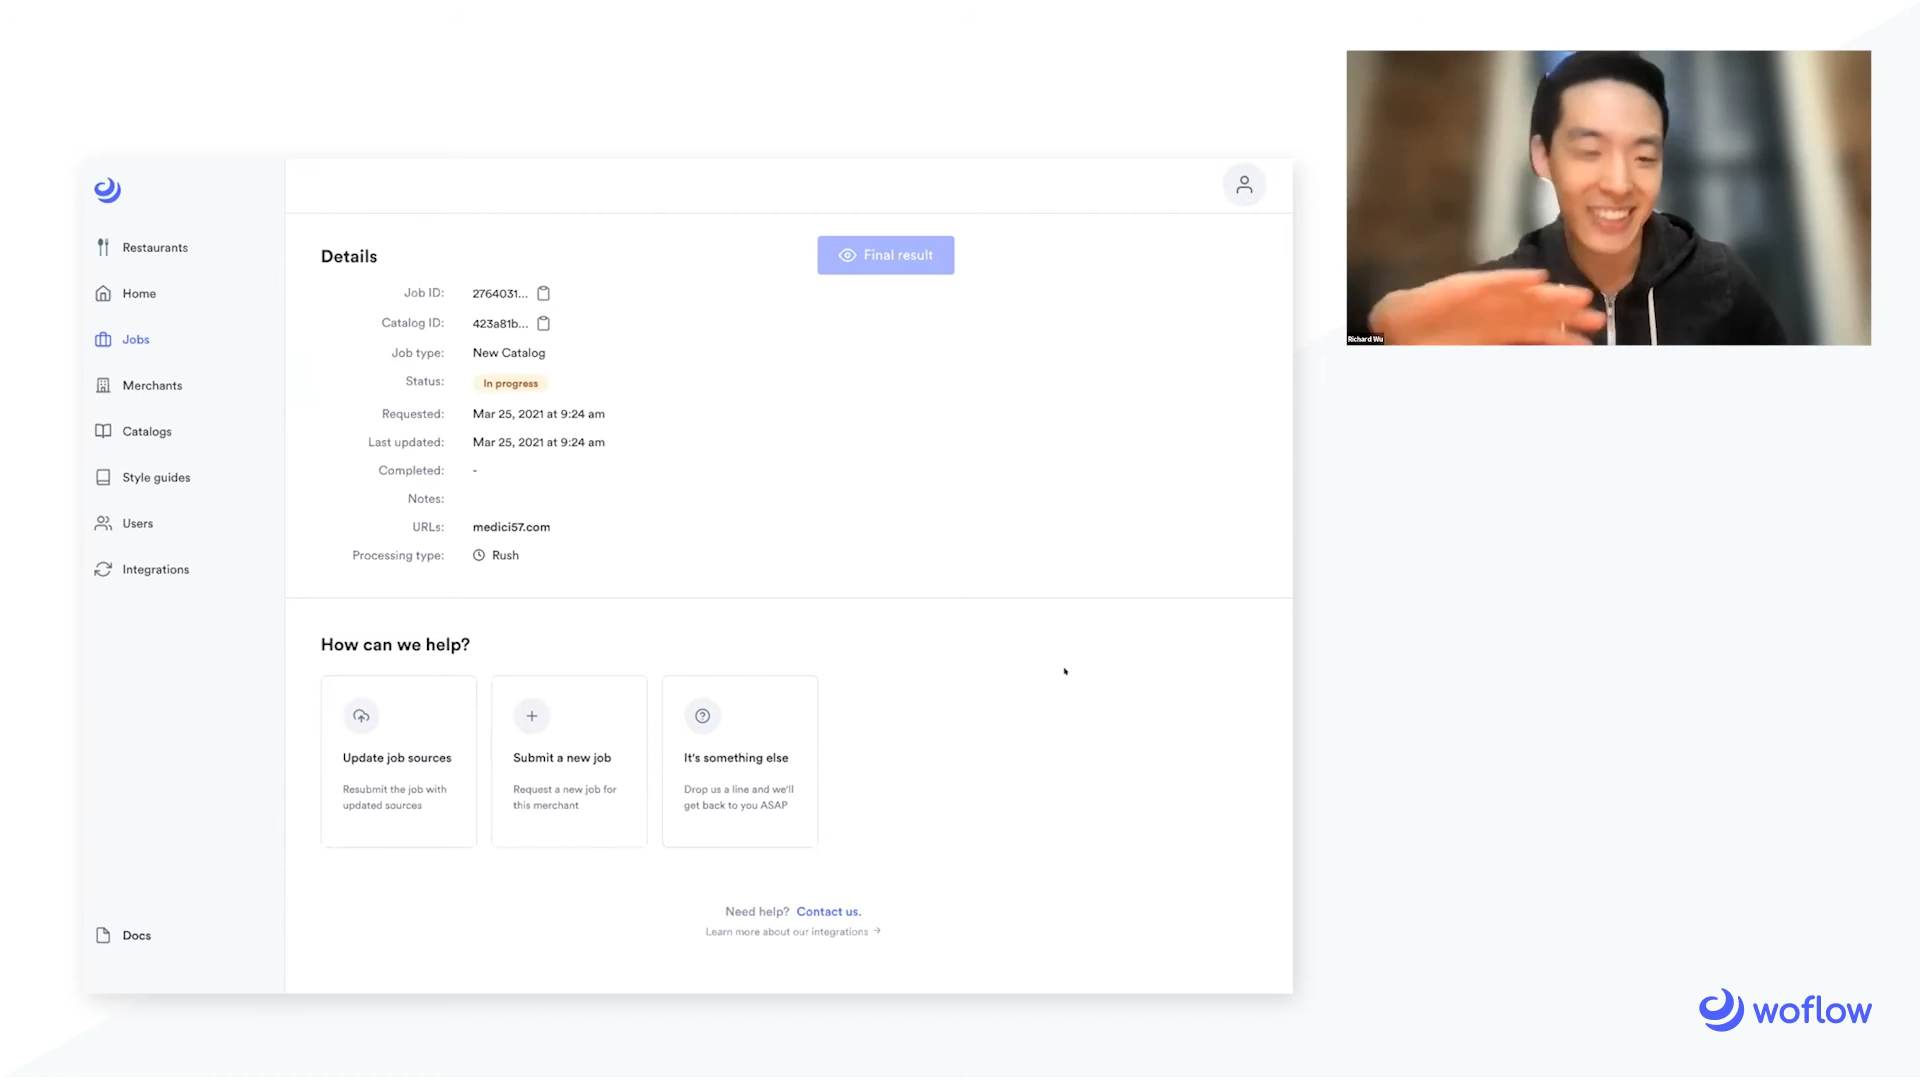 Restaurants
Home
Jobs
Merchants
Catalogs
Style guides
Users
Integrations
Docs
Details
Final result
Job ID: 2764031...
Catalog ID: 423a81b...
Job type: New Catalog
Status: In progress
Requested: Mar 25, 2021 at 9:24 am
Last updated: Mar 25, 2021 at 9:24 am
Completed: -
Notes:
URLs: medici57.com
Processing type: Rush
How can we help?
Update job sources
Resubmit the job with
updated sources
Submit a new job
Request a new job for
this merchant
It's something else
Drop us a line and we'll
get back to you ASAP
Need help? Contact us.
Learn more about our integrations →
Richard Wu
woflow